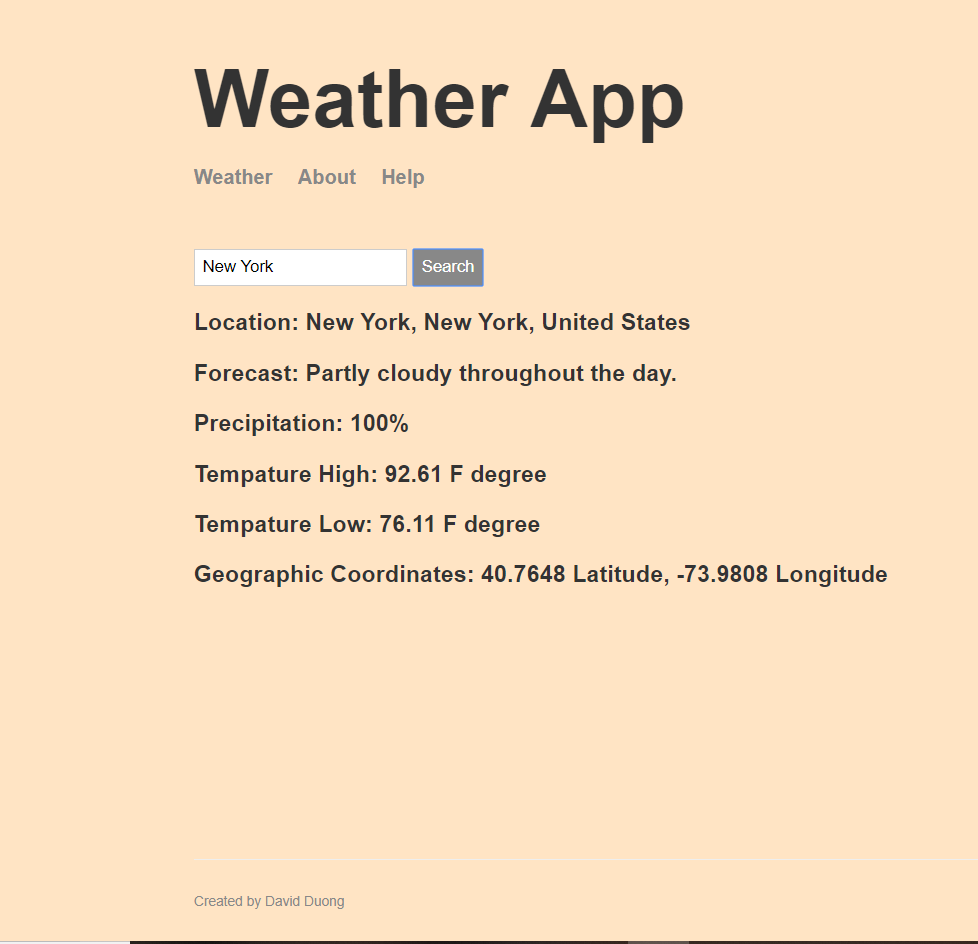 Weather App
Weather About Help
New York Search
Location: New York, New York, United States
Forecast: Partly cloudy throughout the day.
Precipitation: 100%
Tempature High: 92.61 F degree
Tempature Low: 76.11 F degree
Geographic Coordinates: 40.7648 Latitude, -73.9808 Longitude
Created by David Duong